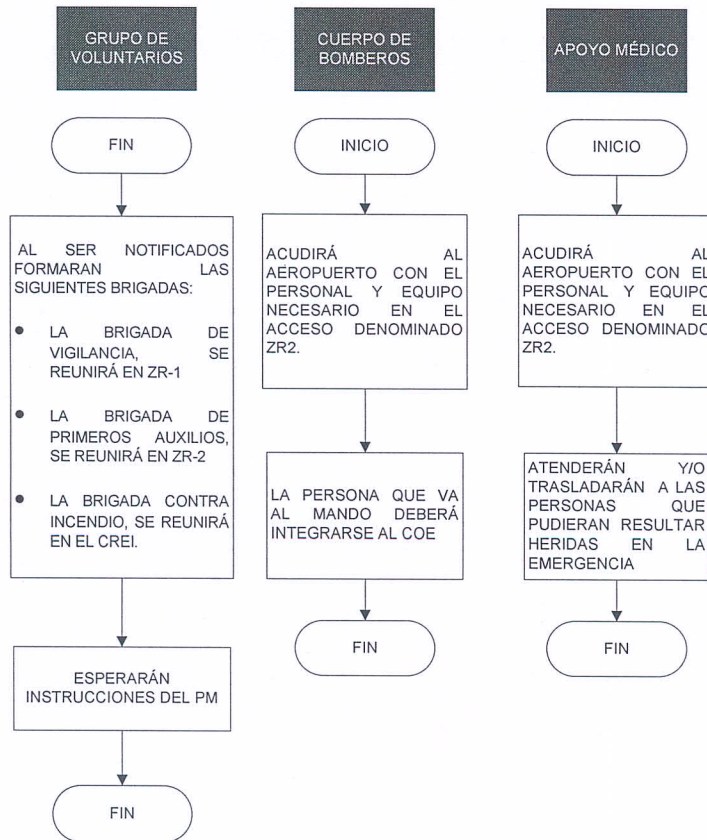 GRUPO DE
VOLUNTARIOS
FIN
AL SER NOTIFICADOS
FORMARAN LAS
SIGUIENTES BRIGADAS:
● LA BRIGADA DE
VIGILANCIA, SE
REUNIRÁ EN ZR-1
● LA BRIGADA DE
PRIMEROS AUXILIOS,
SE REUNIRÁ EN ZR-2
● LA BRIGADA CONTRA
INCENDIO, SE REUNIRÁ
EN EL CREI.
ESPERARÁN
INSTRUCCIONES DEL PM
FIN
CUERPO DE
BOMBEROS
INICIO
ACUDIRÁ AL
AEROPUERTO CON EL
PERSONAL Y EQUIPO
NECESARIO EN EL
ACCESO DENOMINADO
ZR2.
LA PERSONA QUE VA
AL MANDO DEBERÁ
INTEGRARSE AL COE
FIN
APOYO MÉDICO
INICIO
ACUDIRÁ AL
AEROPUERTO CON EL
PERSONAL Y EQUIPO
NECESARIO EN EL
ACCESO DENOMINADO
ZR2.
ATENDERÁN Y/O
TRASLADARÁN A LAS
PERSONAS QUE
PUDIERAN RESULTAR
HERIDAS EN LA
EMERGENCIA
FIN